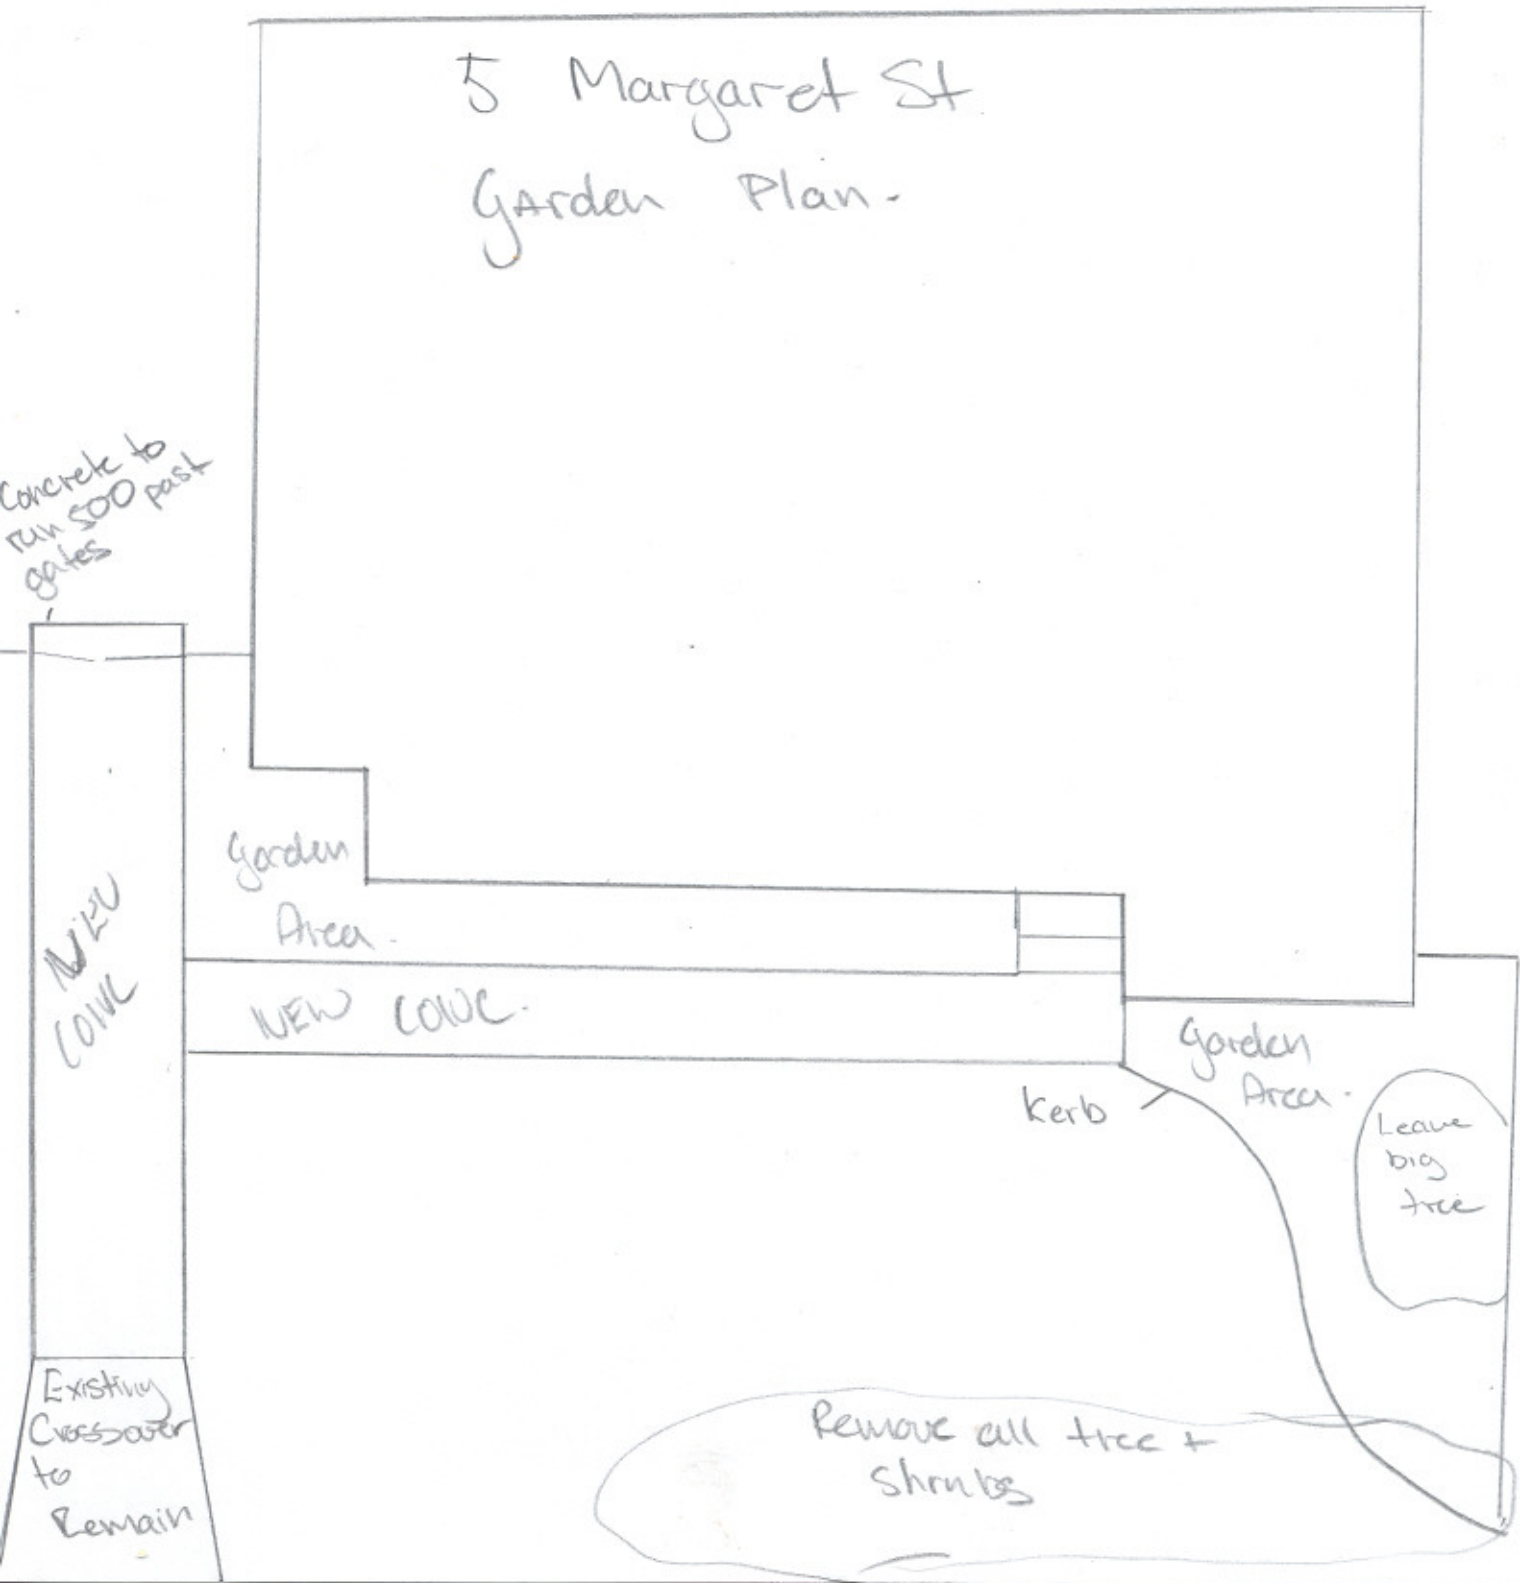 5 Margaret St
Garden Plan.
Concrete to
run 500 past
gates
Garden
Area.
NEW
CONC
NEW CONC.
Garden
Area.
Kerb
Leave
big
tree
Existing
Crossover
to
Remain
Remove all tree +
Shrubs